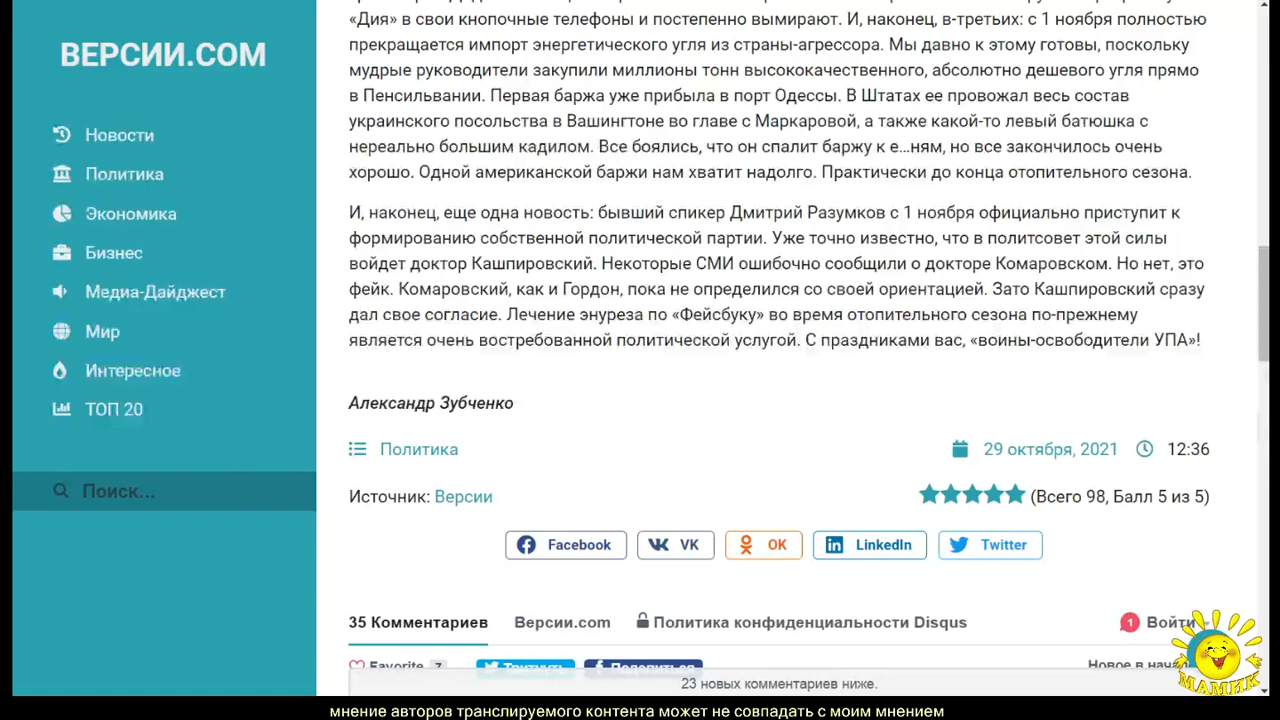 ВЕРСИИ.COM
Новости
Политика
Экономика
Бизнес
Медиа-Дайджест
Мир
Интересное
ТОП 20
Поиск...
«Дия» в свои кнопочные телефоны и постепенно вымирают. И, наконец, в-третьих: с 1 ноября полностью
прекращается импорт энергетического угля из страны-агрессора. Мы давно к этому готовы, поскольку
мудрые руководители закупили миллионы тонн высококачественного, абсолютно дешевого угля прямо
в Пенсильвании. Первая баржа уже прибыла в порт Одессы. В Штатах ее провожал весь состав
украинского посольства в Вашингтоне во главе с Маркаровой, а также какой-то левый батюшка с
нереально большим кадилом. Все боялись, что он спалит баржу к е…ням, но все закончилось очень
хорошо. Одной американской баржи нам хватит надолго. Практически до конца отопительного сезона.
И, наконец, еще одна новость: бывший спикер Дмитрий Разумков с 1 ноября официально приступит к
формированию собственной политической партии. Уже точно известно, что в политсовет этой силы
войдет доктор Кашпировский. Некоторые СМИ ошибочно сообщили о докторе Комаровском. Но нет, это
фейк. Комаровский, как и Гордон, пока не определился со своей ориентацией. Зато Кашпировский сразу
дал свое согласие. Лечение энуреза по «Фейсбуку» во время отопительного сезона по-прежнему
является очень востребованной политической услугой. С праздниками вас, «воины-освободители УПА»!
Александр Зубченко
Политика 29 октября, 2021 12:36
Источник: Версии (Всего 98, Балл 5 из 5)
Facebook VK OK LinkedIn Twitter
35 Комментариев Версии.com Политика конфиденциальности Disqus 1 Войти
Favorite 7 Твитнуть Поделиться Новое в начале
23 новых комментариев ниже.
МАМИК
мнение авторов транслируемого контента может не совпадать с моим мнением